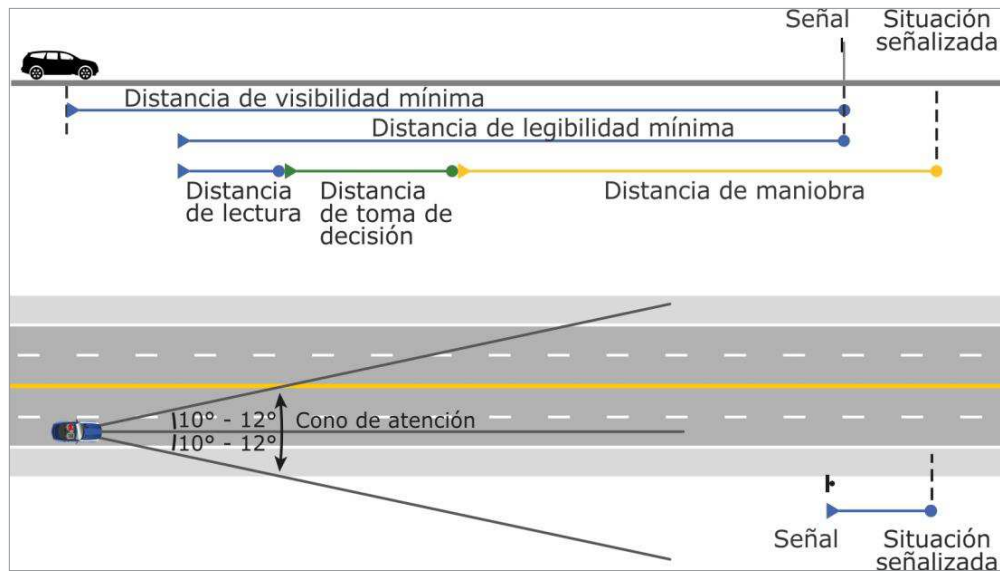 Señal
Situación
señalizada
Distancia de visibilidad mínima
Distancia de legibilidad mínima
Distancia
de lectura
Distancia
de toma de
decisión
Distancia de maniobra
10° - 12°
Cono de atención
10° - 12°
Señal
Situación
señalizada